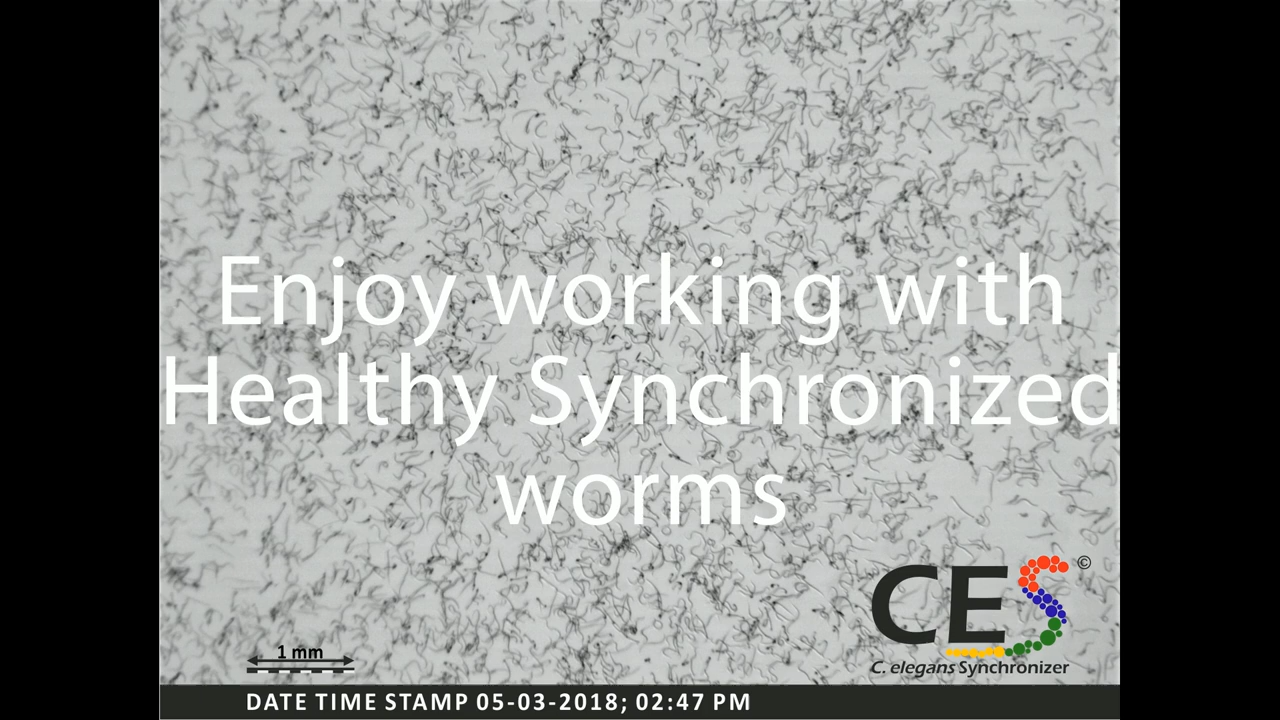 Enjoy working with
Healthy Synchronized
worms
CES©
C. elegans Synchronizer
1 mm
DATE TIME STAMP 05-03-2018; 02:47 PM